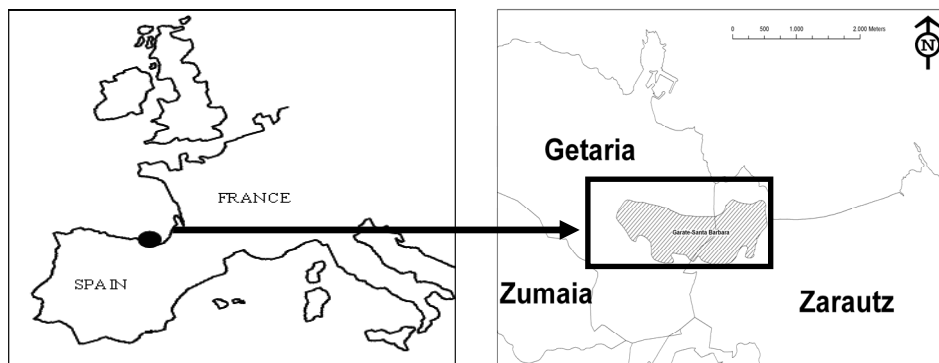 FRANCE
SPAIN
0 500 1.000 2.000 Meters
N
Getaria
Garate-Santa Barbara
Zumaia
Zarautz